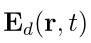 𝐄_d(𝐫, t)